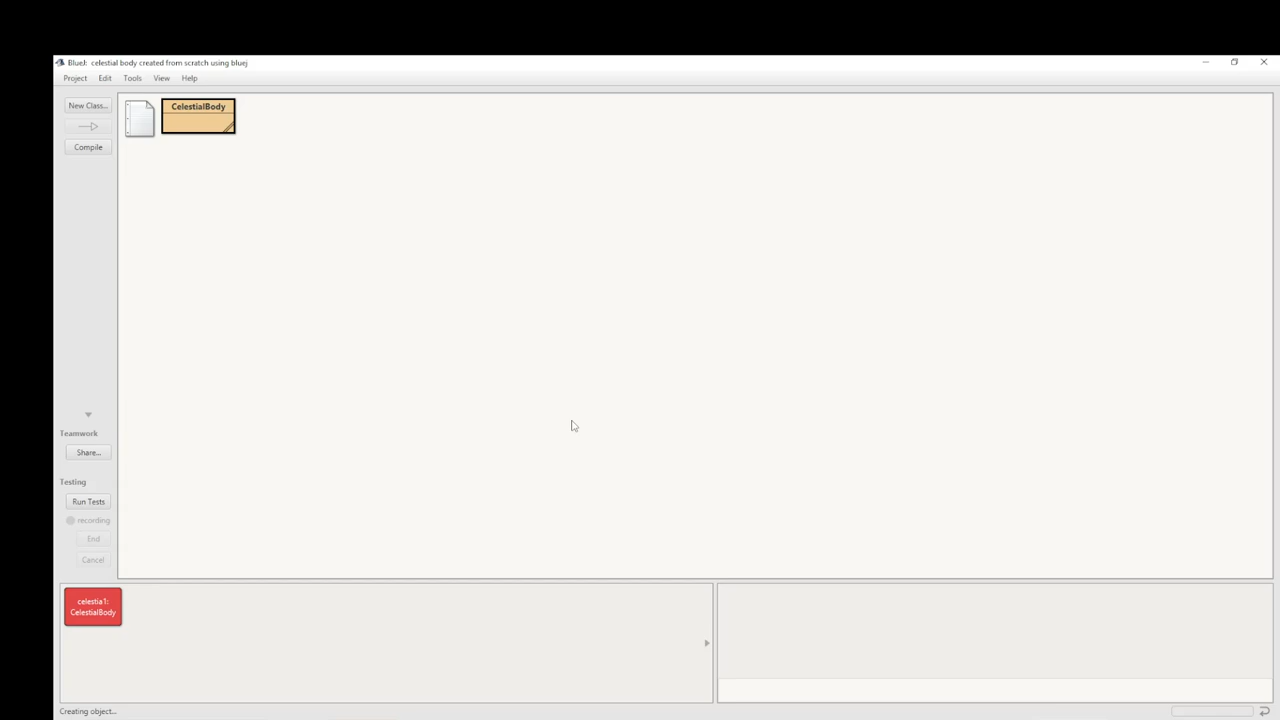 BlueJ: celestial body created from scratch using bluej
Project Edit Tools View Help
New Class...
Compile
CelestialBody
Teamwork
Share...
Testing
Run Tests
recording
End
Cancel
celestia1:
CelestialBody
Creating object...